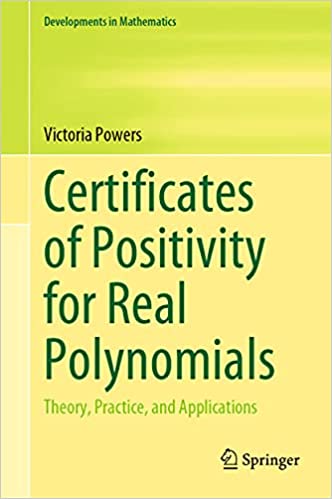 Developments in Mathematics
Victoria Powers
Certificates
of Positivity
for Real
Polynomials
Theory, Practice, and Applications
Springer